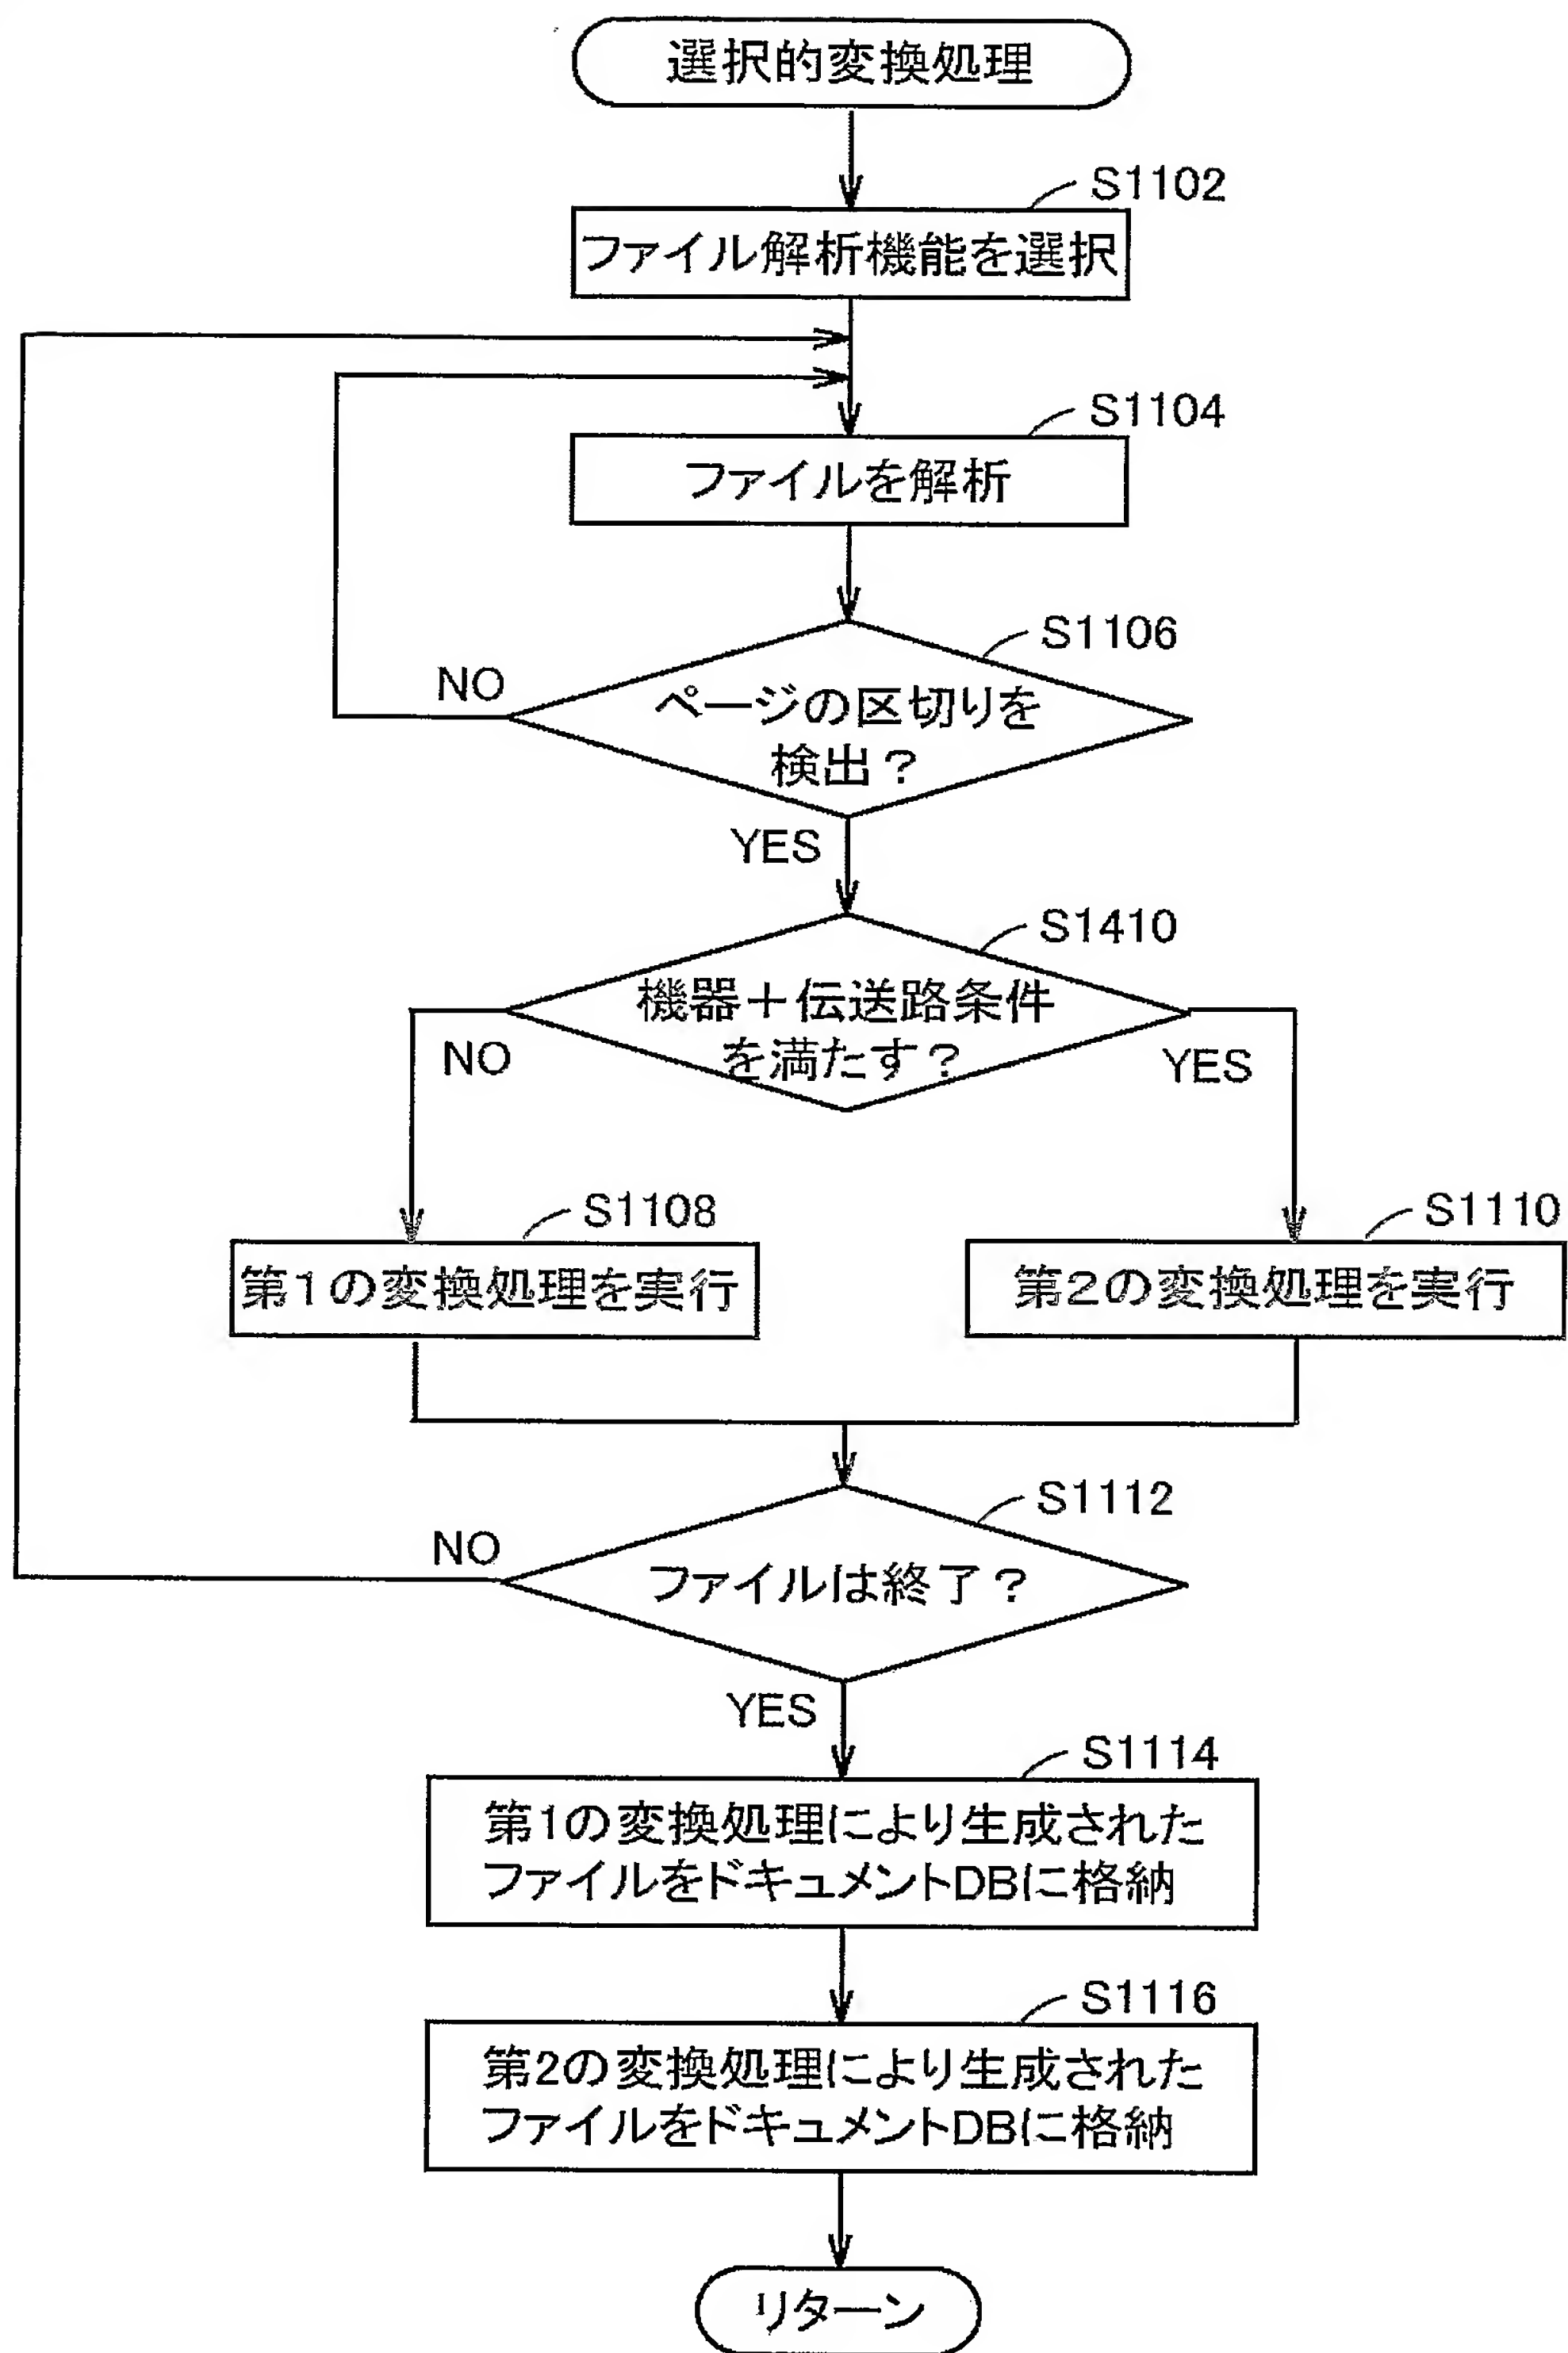 選択的変換処理
S1102
ファイル解析機能を選択
S1104
ファイルを解析
S1106
NO
ページの区切りを
検出?
YES
S1410
機器+伝送路条件
を満たす?
NO
YES
S1108
S1110
第1の変換処理を実行
第2の変換処理を実行
S1112
NO
ファイルは終了?
YES
S1114
第1の変換処理により生成された
ファイルをドキュメントDBに格納
S1116
第2の変換処理により生成された
ファイルをドキュメントDBに格納
リターン